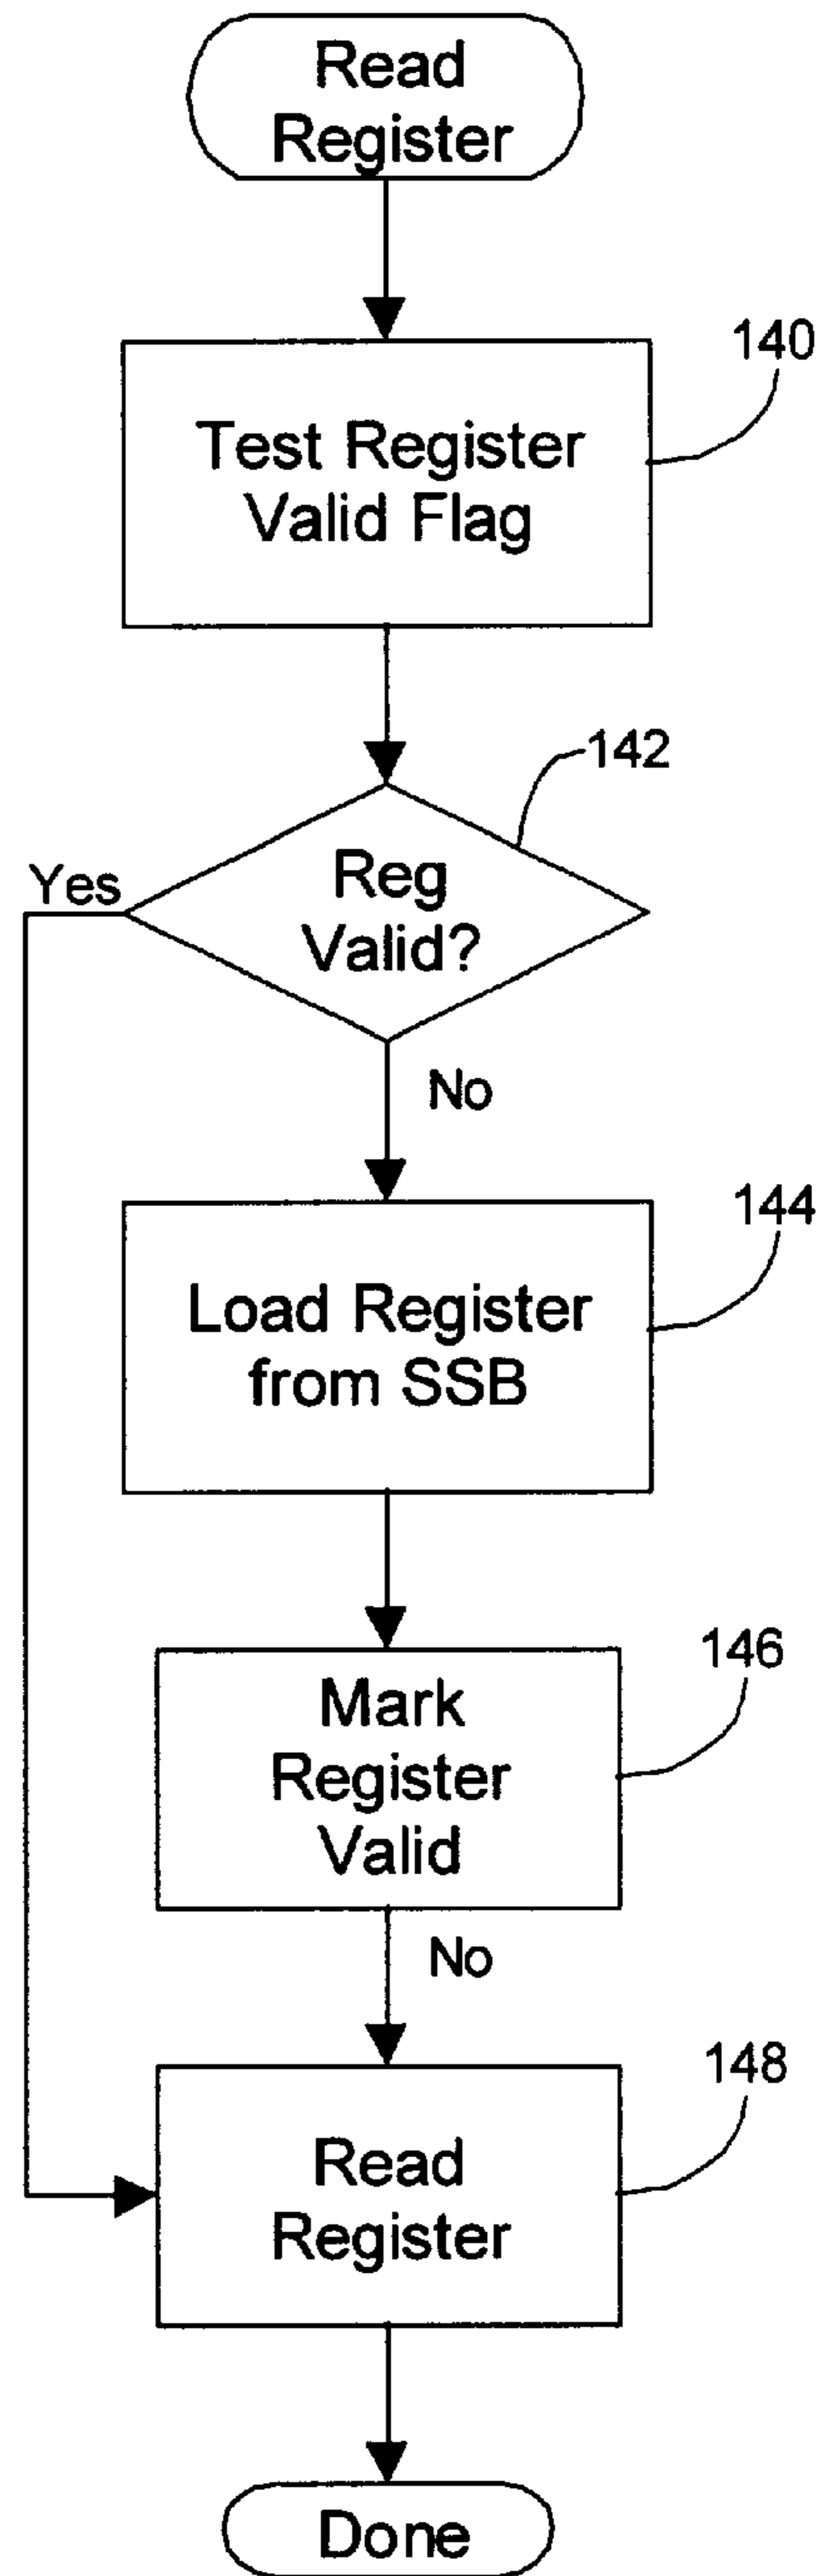 Read
Register
140
Test Register
Valid Flag
142
Yes
Reg
Valid?
No
144
Load Register
from SSB
146
Mark
Register
Valid
No
148
Read
Register
Done